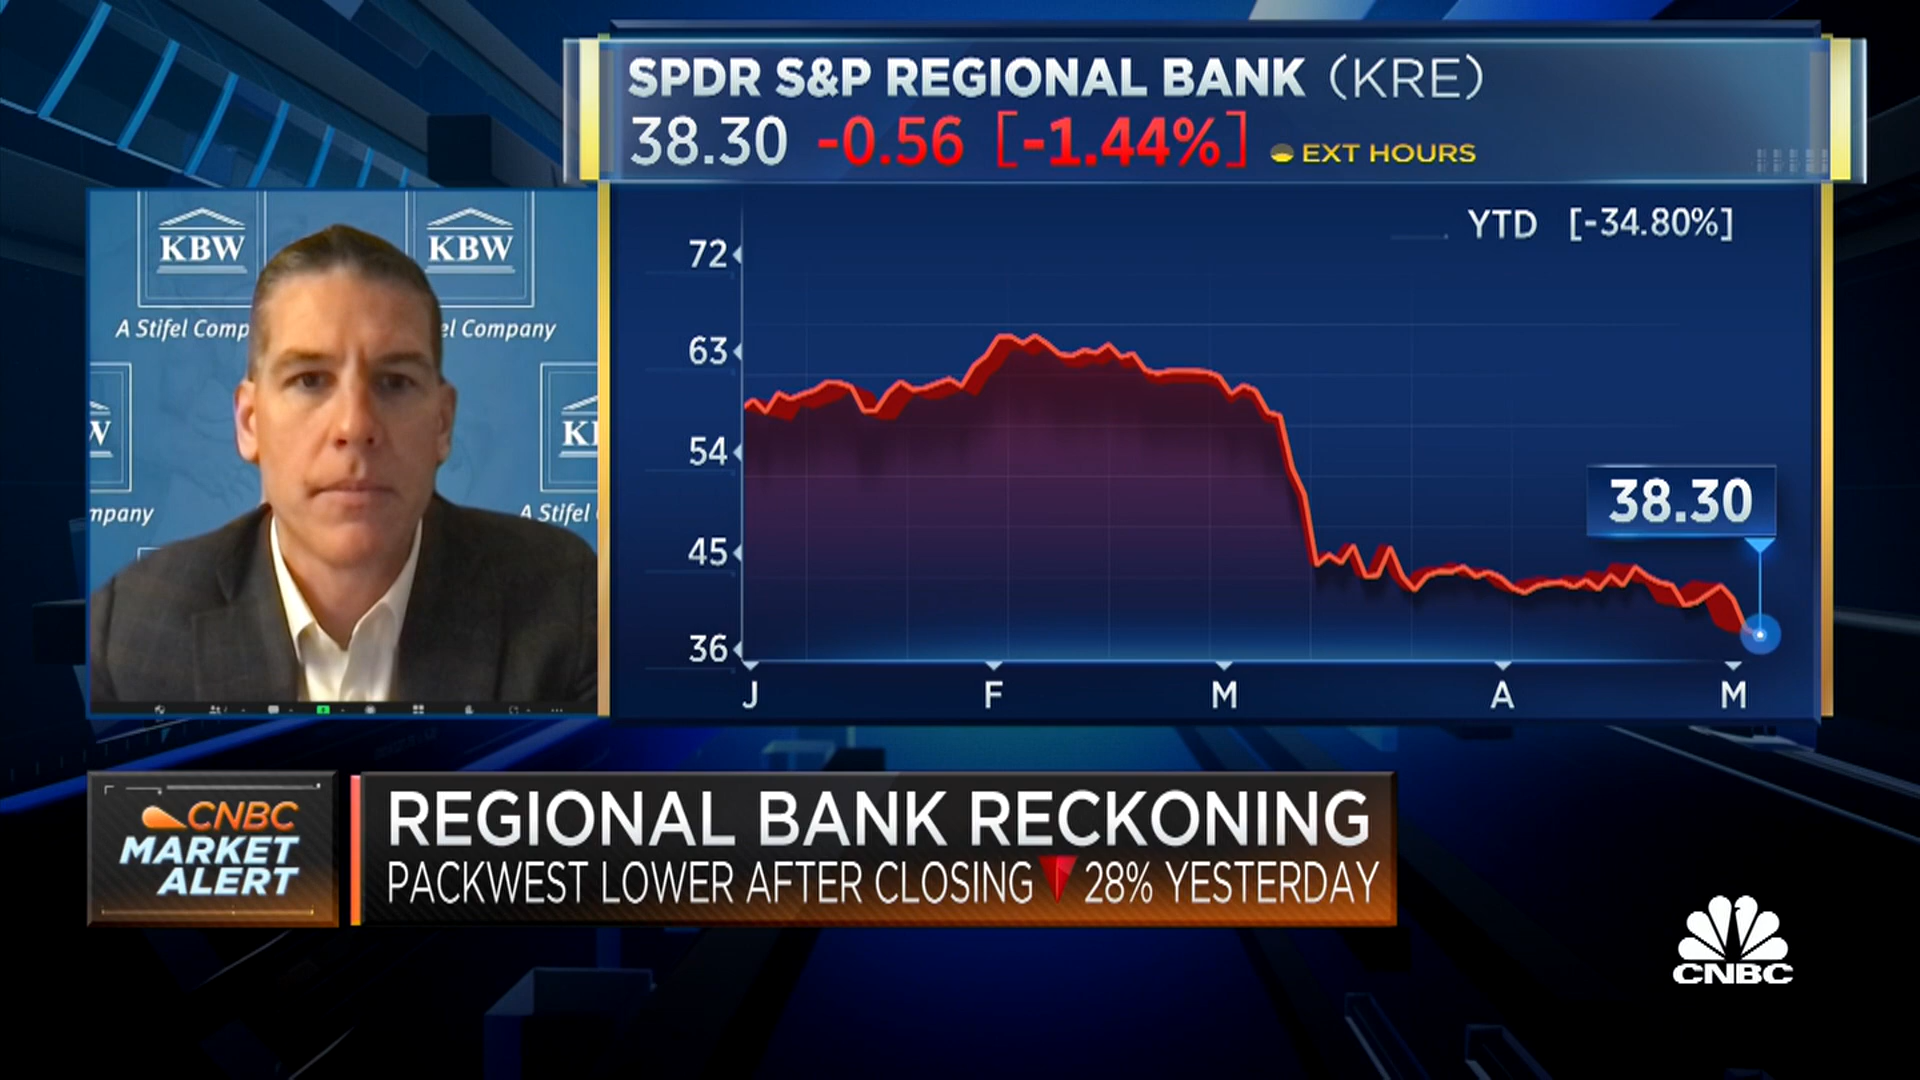 SPDR S&P REGIONAL BANK (KRE)
38.30 -0.56 [-1.44%] EXT HOURS
YTD [-34.80%]
72
63
54
45
36
38.30
J F M A M
KBW KBW
A Stifel Comp el Company
W KB
mpany A Stifel
CNBC
MARKET
ALERT
REGIONAL BANK RECKONING
PACKWEST LOWER AFTER CLOSING 28% YESTERDAY
CNBC